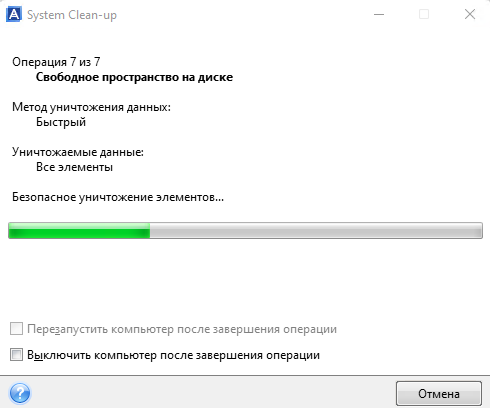 System Clean-up
Операция 7 из 7
Свободное пространство на диске
Метод уничтожения данных:
Быстрый
Уничтожаемые данные:
Все элементы
Безопасное уничтожение элементов...
Перезапустить компьютер после завершения операции
Выключить компьютер после завершения операции
Отмена